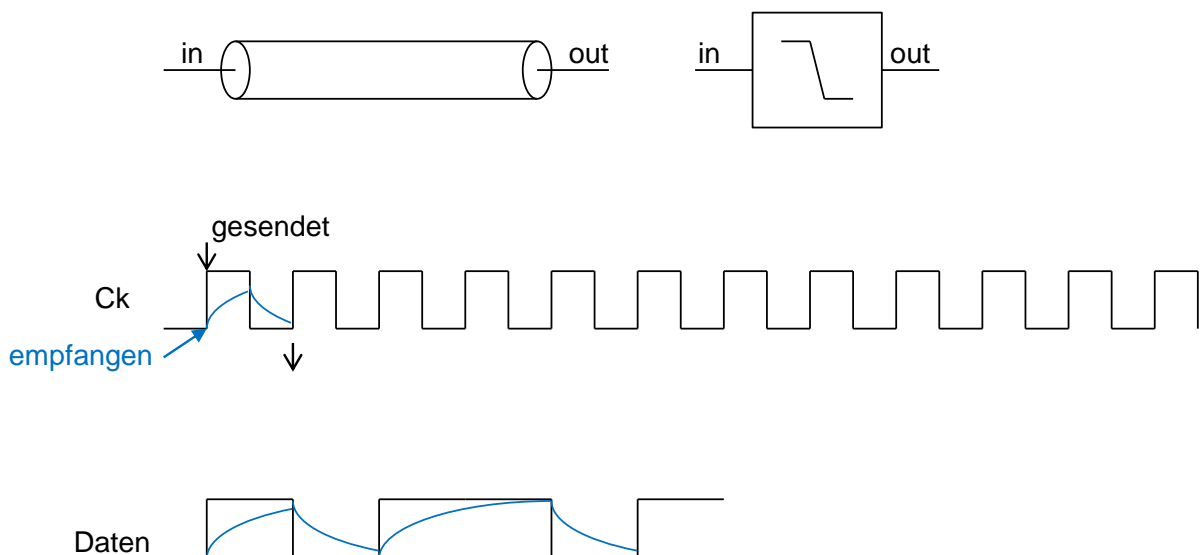 in
out
in
out
gesendet
Ck
empfangen
Daten